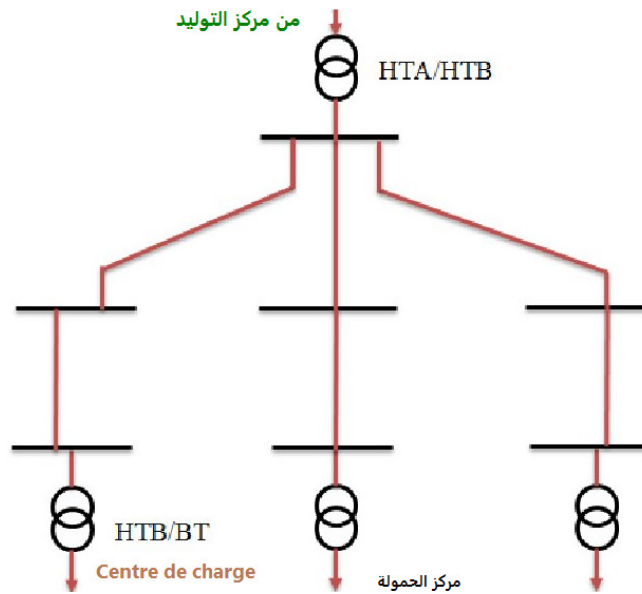 من مركز التوليد
HTA/HTB
HTB/BT
Centre de charge
مركز الحمولة